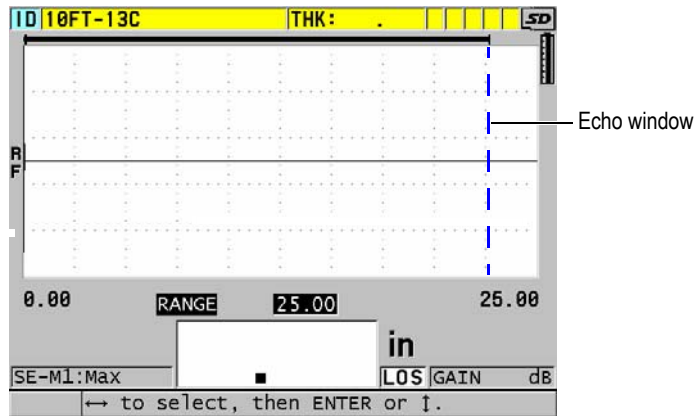 ID 10FT-13C THK: . SD
Echo window
RF
0.00 RANGE 25.00 25.00
in
SE-M1:Max LOS GAIN dB
↔ to select, then ENTER or ↕.